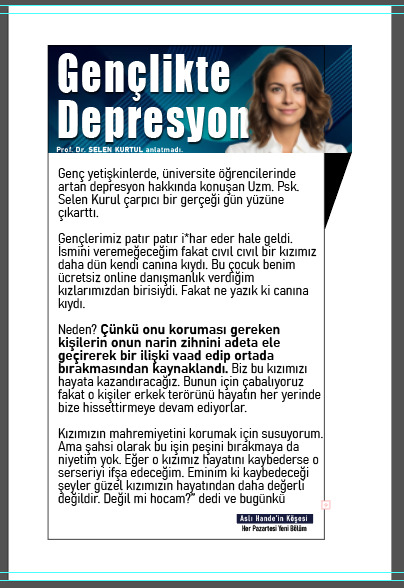 Gençlikte
Depresyon
Prof. Dr. SELEN KURTUL anlatmadı.
Genç yetişkinlerde, üniversite öğrencilerinde
artan depresyon hakkında konuşan Uzm. Psk.
Selen Kurul çarpıcı bir gerçeği gün yüzüne
çıkarttı.
Gençlerimiz patır patır i*har eder hale geldi.
İsmini veremeğeceğim fakat cıvıl cıvıl bir kızımız
daha dün kendi canına kıydı. Bu çocuk benim
ücretsiz online danışmanlık verdiğim
kızlarımızdan birisiydi. Fakat ne yazık ki canına
kıydı.
Neden? Çünkü onu koruması gereken
kişilerin onun narin zihnini adeta ele
geçirerek bir ilişki vaad edip ortada
bırakmasından kaynaklandı. Biz bu kızımızı
hayata kazandıracağız. Bunun için çabalıyoruz
fakat o kişiler erkek terörünü hayatın her yerinde
bize hissettirmeye devam ediyorlar.
Kızımızın mahremiyetini korumak için susuyorum.
Ama şahsi olarak bu işin peşini bırakmaya da
niyetim yok. Eğer o kızımız hayatını kaybederse o
serseriyi ifşa edeceğim. Eminim ki kaybedeceği
şeyler güzel kızımızın hayatından daha değerli
değildir. Değil mi hocam?" dedi ve bugünkü
Aslı Hande'in Köşesi
Her Pazartesi Yeni Bölüm